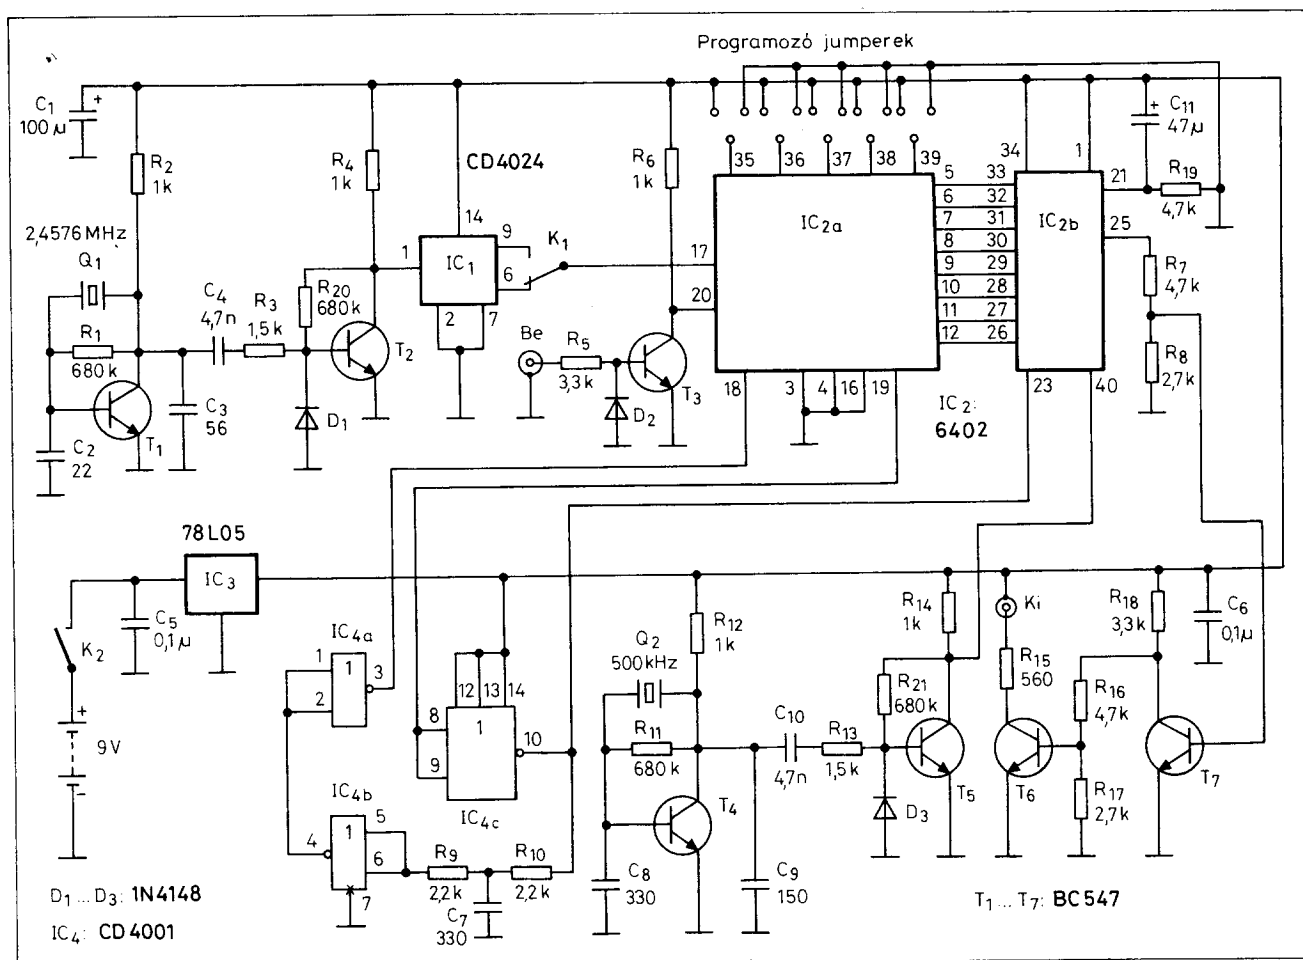 Programozó jumperek
C1
100 µ
+
R2
1k
R4
1k
CD4024
R6
1k
34
1
+
C11
47µ
35
36
37
38
39
2,4576 MHz
Q1
14
9
6
K1
1
IC1
2
7
17
20
IC2a
5
6
7
8
9
10
11
12
33
32
31
30
29
28
27
26
IC2b
21
25
R19
4,7k
R7
4,7k
R8
2,7k
C4
4,7n
R3
1,5k
R20
680k
R1
680k
T2
Be
R5
3,3k
T3
18
3
4
16
19
23
40
T1
C3
56
D1
D2
IC2:
6402
C2
22
78L05
IC3
C5
0,1µ
K2
+
9V
-
IC4a
1
2
1
3
12
13
14
8
9
1
10
IC4c
IC4b
4
1
5
6
7
R9
2,2k
R10
2,2k
C7
330
R12
1k
Q2
500kHz
R11
680k
C10
4,7n
R13
1,5k
T4
C8
330
C9
150
R14
1k
R21
680k
D3
T5
Ki
R15
560
T6
R16
4,7k
R17
2,7k
R18
3,3k
C6
0,1µ
T7
D1...D3: 1N4148
IC4: CD4001
T1...T7: BC547